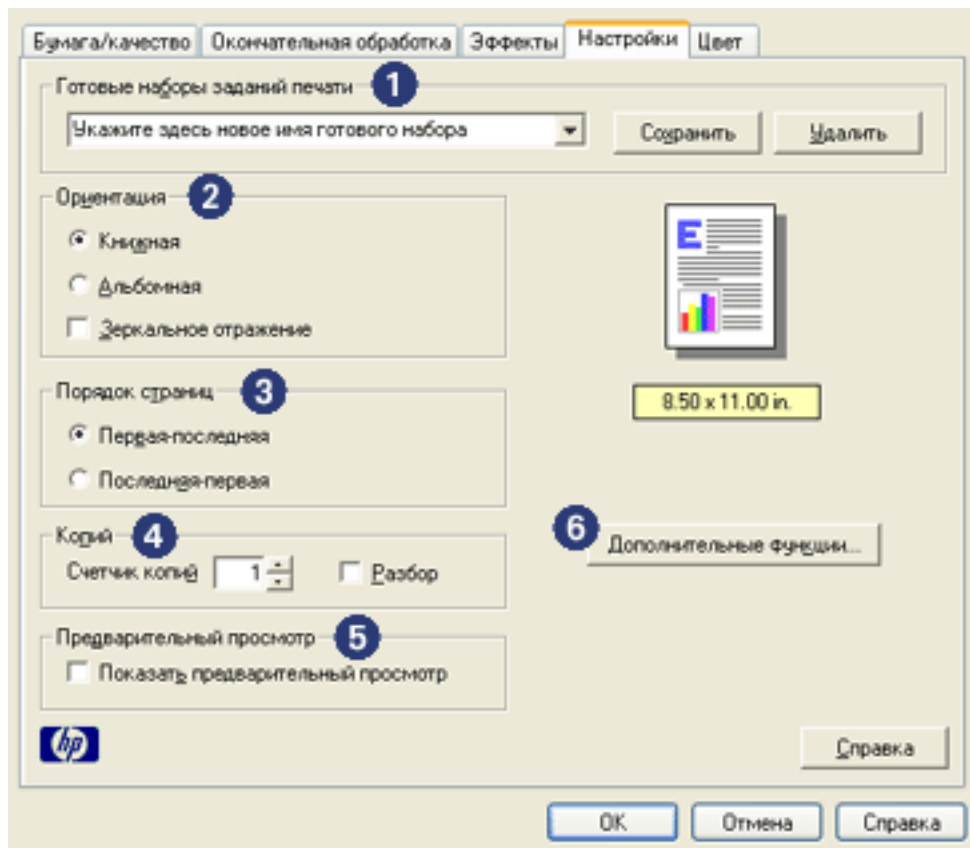 Бумага/качество Окончательная обработка Эффекты Настройки Цвет
Готовые наборы заданий печати 1
Укажите здесь новое имя готового набора Сохранить Удалить
Ориентация 2
Книжная
Альбомная
Зеркальное отражение
E
8.50 x 11.00 in.
Порядок страниц 3
Первая-последняя
Последняя-первая
Копий 4
Счетчик копий 1 Разбор
6 Дополнительные функции...
Предварительный просмотр 5
Показать предварительный просмотр
hp
Справка
OK Отмена Справка